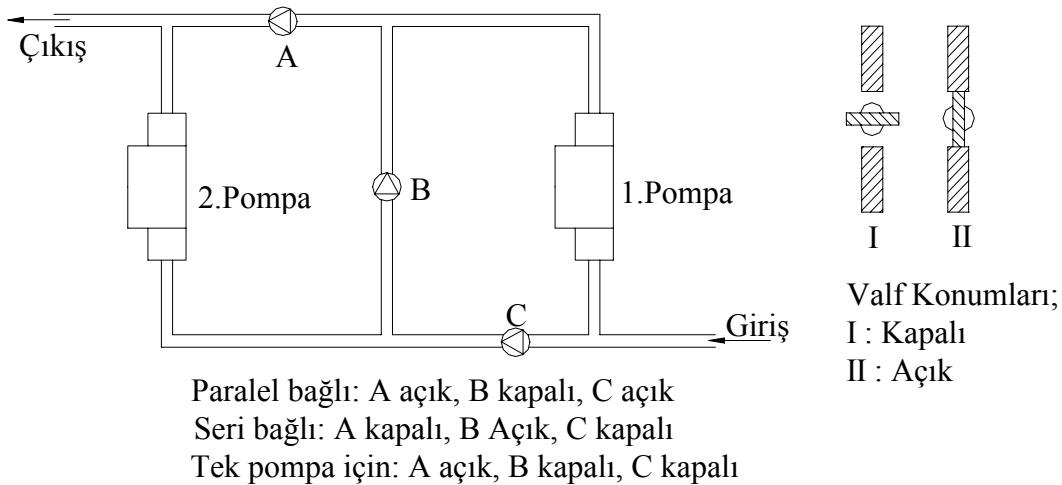 Çıkış
A
2.Pompa
B
1.Pompa
C
Giriş
I II
Valf Konumları;
I : Kapalı
II : Açık
Paralel bağlı: A açık, B kapalı, C açık
Seri bağlı: A kapalı, B Açık, C kapalı
Tek pompa için: A açık, B kapalı, C kapalı